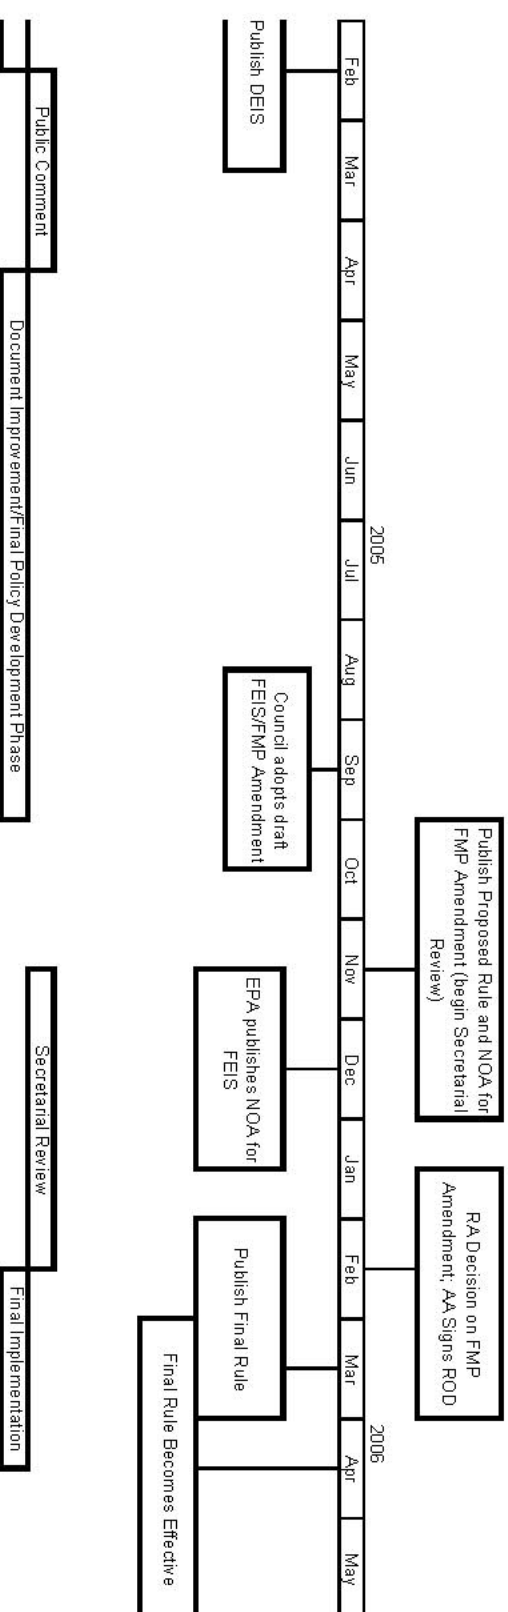 Publish Proposed Rule and NOA for
FMP Amendment (begin Secretarial
Review)
RA Decision on FMP
Amendment; AA Signs ROD
2005
2006
Feb
Mar
Apr
May
Jun
Jul
Aug
Sep
Oct
Nov
Dec
Jan
Feb
Mar
Apr
May
Publish DEIS
Council adopts draft
FEIS/FMP Amendment
EPA publishes NOA for
FEIS
Publish Final Rule
Final Rule Becomes Effective
Public Comment
Secretarial Review
Document Improvement/Final Policy Development Phase
Final Implementation